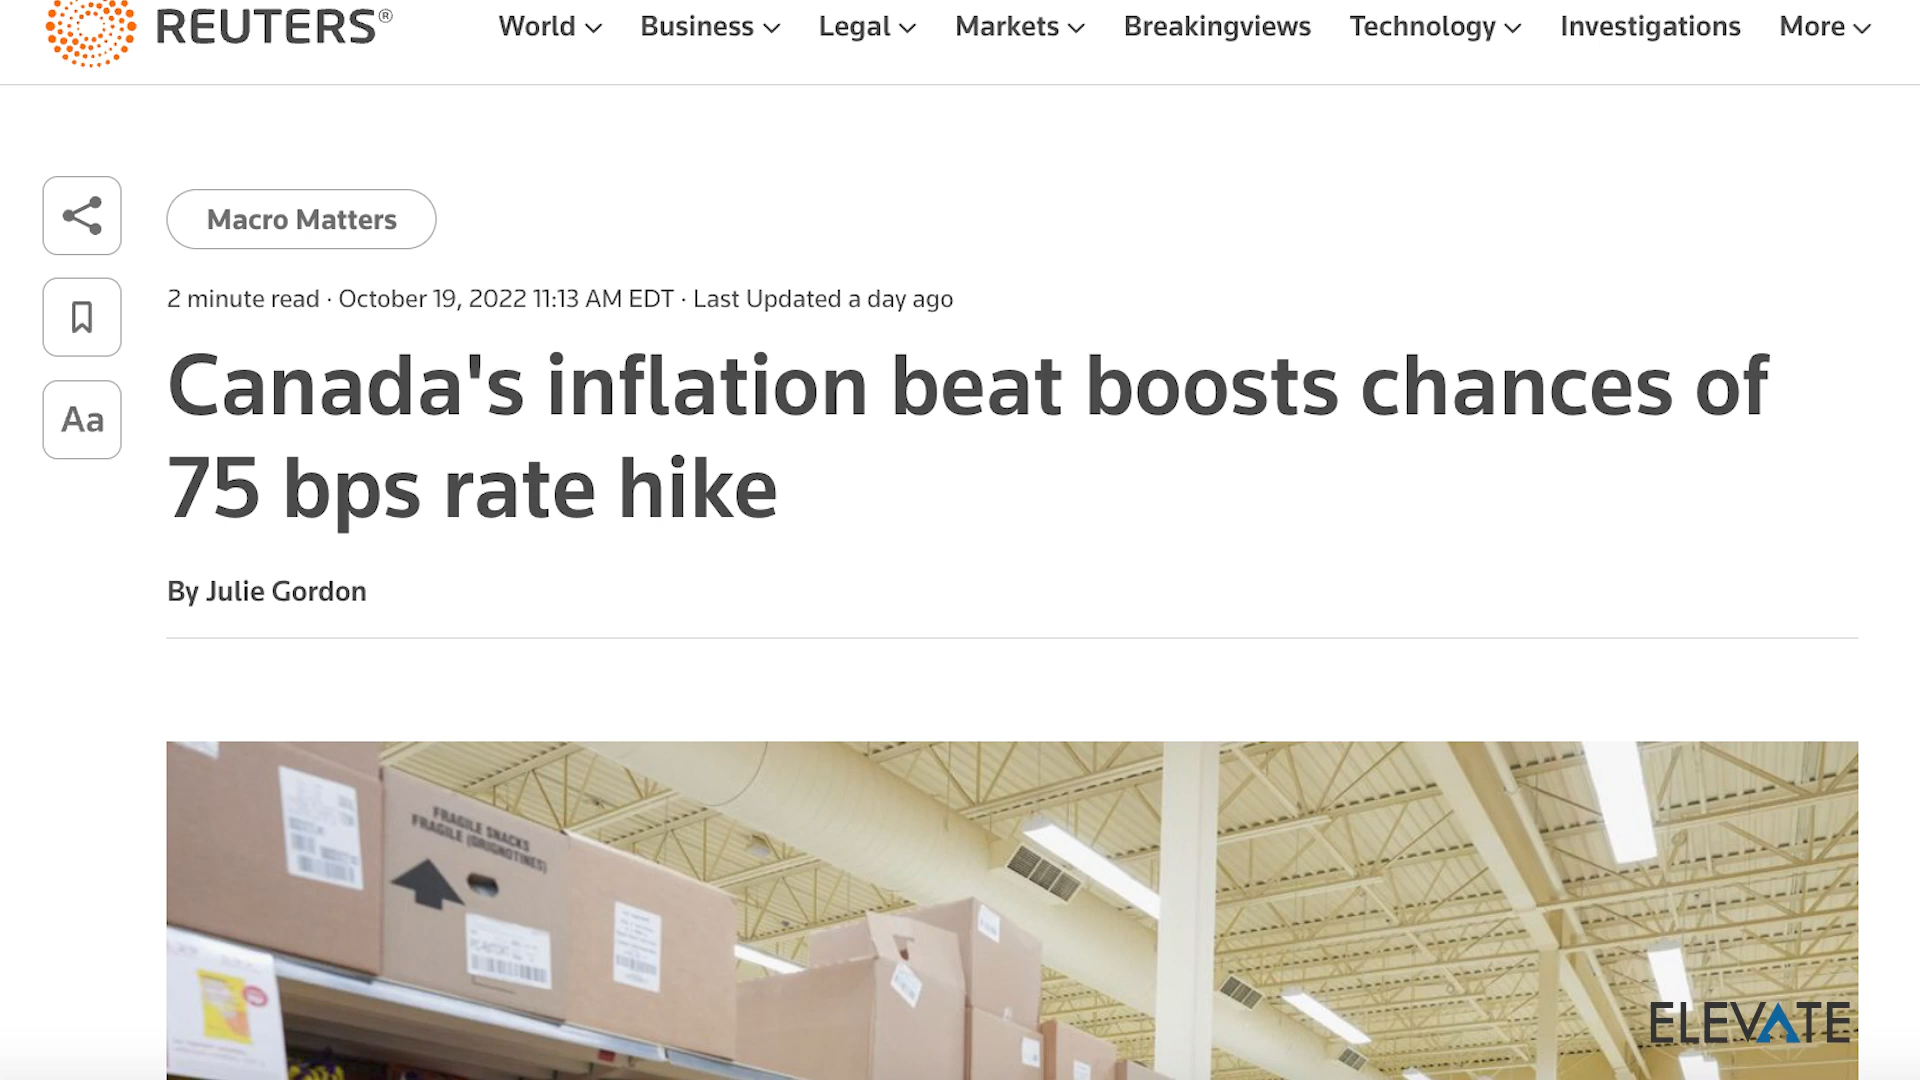 REUTERS®
World Business Legal Markets Breakingviews Technology Investigations More
Macro Matters
2 minute read · October 19, 2022 11:13 AM EDT · Last Updated a day ago
Aa
Canada's inflation beat boosts chances of
75 bps rate hike
By Julie Gordon
FRAGILE SNACKS
FRAGILE (GRIGNOTINES)
ELEVATE